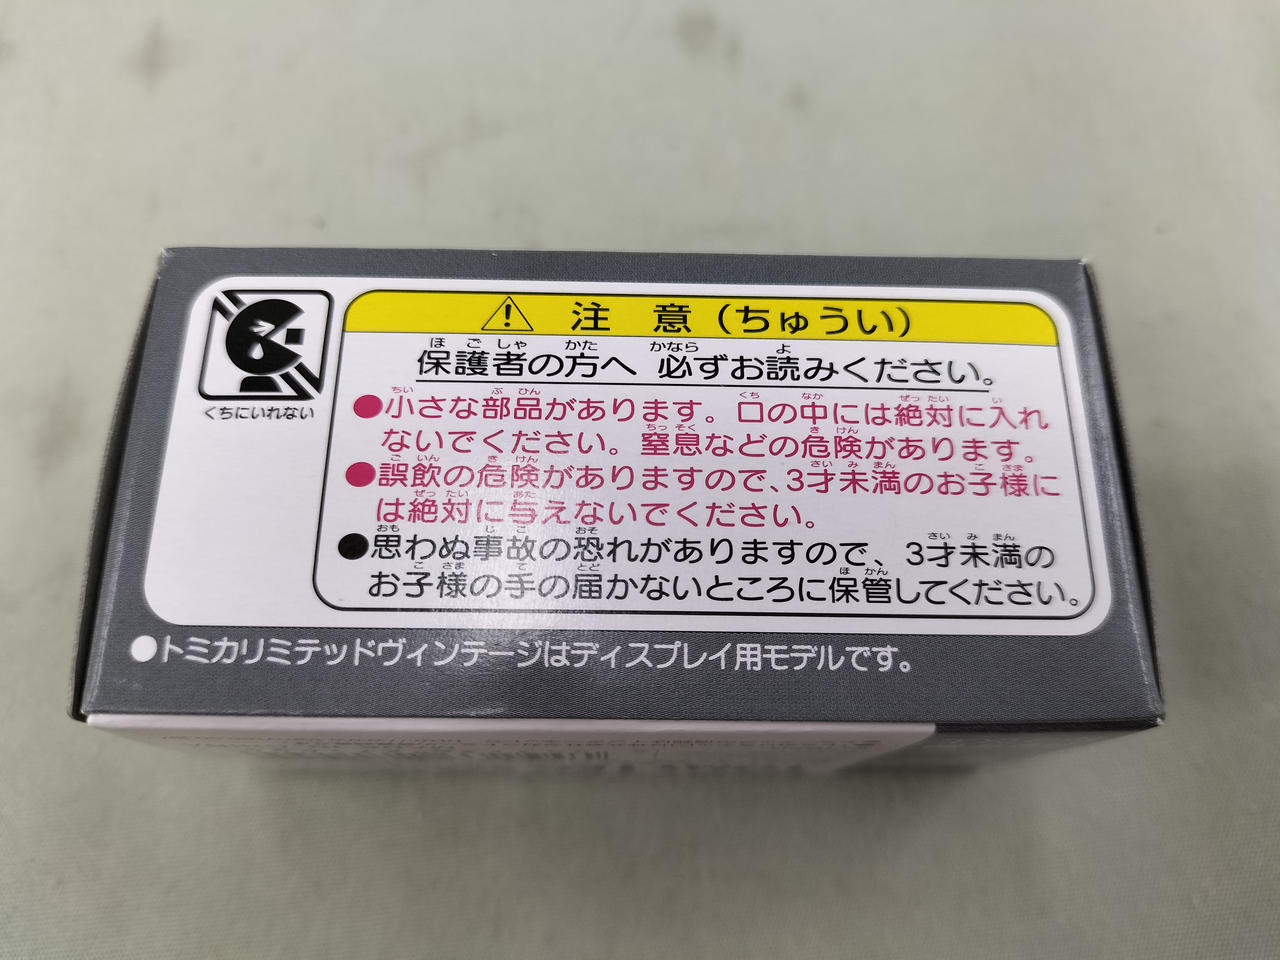 注意(ちゅうい)
保護者の方へ 必ずお読みください。
●小さな部品があります。口の中には絶対に入れ
ないでください。窒息などの危険があります。
●誤飲の危険がありますので、3才未満のお子様に
は絶対に与えないでください。
●思わぬ事故の恐れがありますので、3才未満の
お子様の手の届かないところに保管してください。
くちにいれない
●トミカリミテッドヴィンテージはディスプレイ用モデルです。